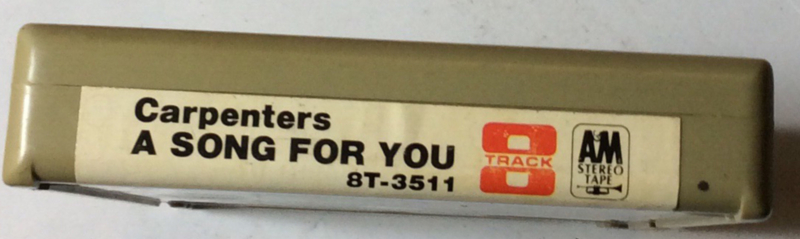 Carpenters
A SONG FOR YOU
8T-3511
8
TRACK
A&M
STEREO
TAPE